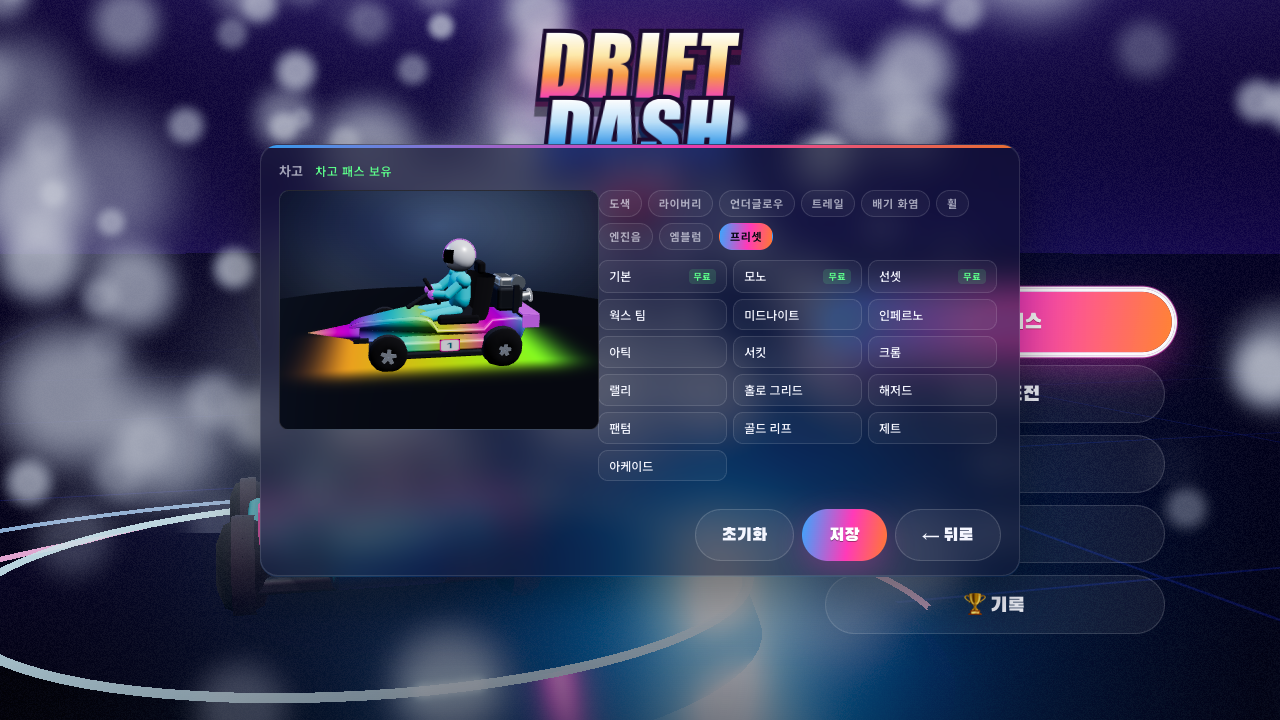 DRIFT
DASH
차고 차고 패스 보유
도색 라이버리 언더글로우 트레일 배기 화염 휠
엔진음 엠블럼 프리셋
기본 무료 모노 무료 선셋 무료
웍스 팀 미드나이트 인페르노
아틱 서킷 크롬
랠리 홀로 그리드 해저드
팬텀 골드 리프 제트
아케이드
1
초기화 저장 ← 뒤로
🏆 기록